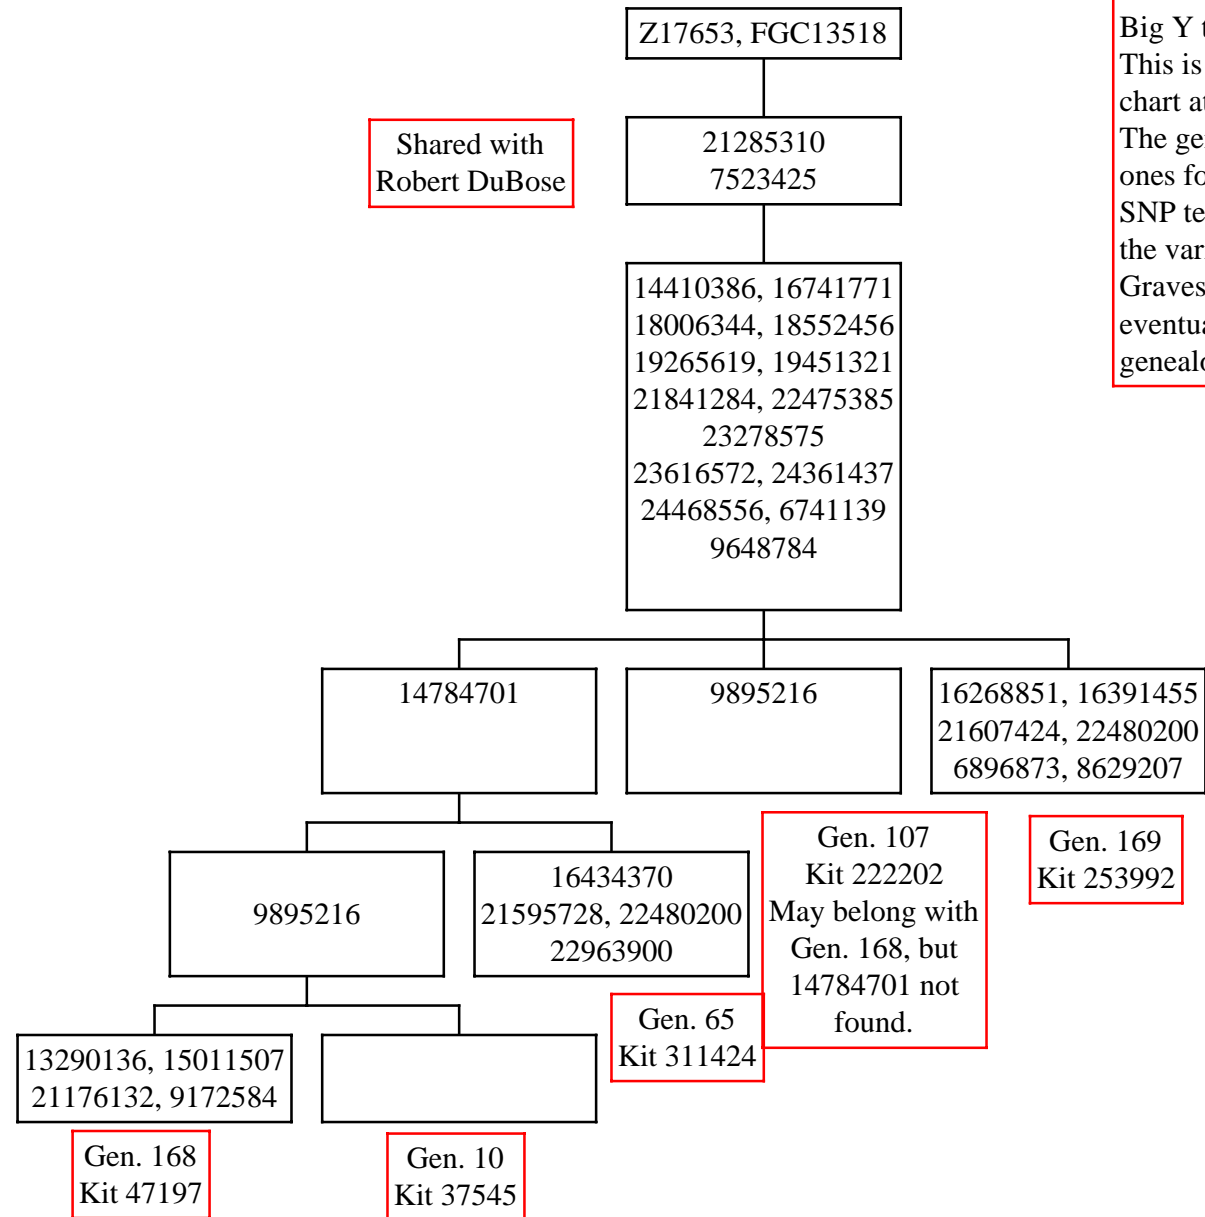 Z17653, FGC13518
Big Y
This is
chart
The
ones
SNP
the
Graves
Shared with
Robert DuBose
21285310
7523425
14410386, 16741771
18006344, 18552456
19265619, 19451321
21841284, 22475385
23278575
23616572, 24361437
24468556, 6741139
9648784
14784701
9895216
16268851, 16391455
21607424, 22480200
6896873, 8629207
9895216
16434370
21595728, 22480200
22963900
Gen. 107
Kit 222202
May belong with
Gen. 168, but
14784701 not
found.
Gen. 169
Kit 253992
Gen. 65
Kit 311424
13290136, 15011507
21176132, 9172584
Gen. 168
Kit 47197
Gen. 10
Kit 37545